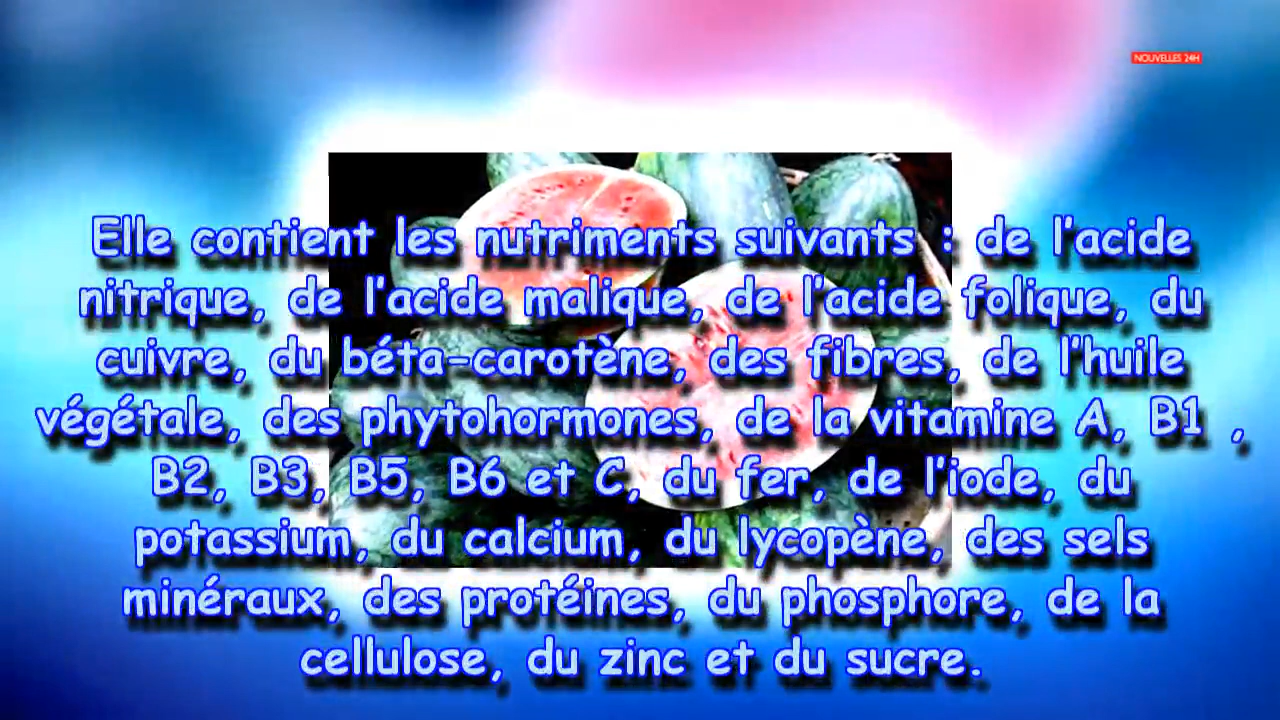 NOUVELLES 24H
Elle contient les nutriments suivants : de l'acide
nitrique, de l'acide malique, de l'acide folique, du
cuivre, du béta-carotène, des fibres, de l'huile
végétale, des phytohormones, de la vitamine A, B1 ,
B2, B3, B5, B6 et C, du fer, de l'iode, du
potassium, du calcium, du lycopène, des sels
minéraux, des protéines, du phosphore, de la
cellulose, du zinc et du sucre.